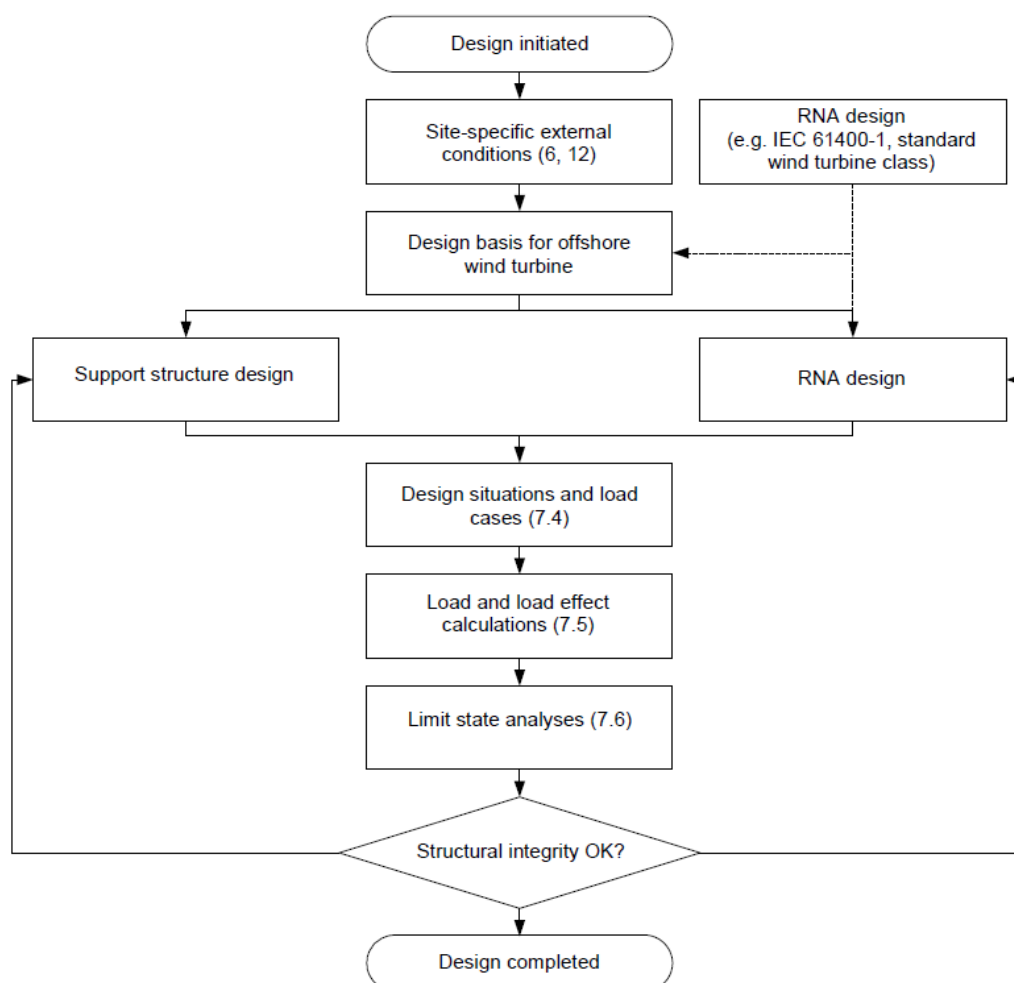 Design initiated
Site-specific external
conditions (6, 12)
RNA design
(e.g. IEC 61400-1, standard
wind turbine class)
Design basis for offshore
wind turbine
Support structure design
RNA design
Design situations and load
cases (7.4)
Load and load effect
calculations (7.5)
Limit state analyses (7.6)
Structural integrity OK?
Design completed